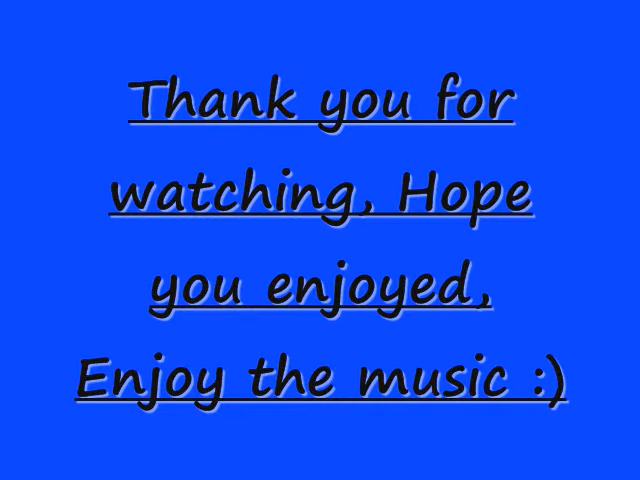 Thank you for
watching, Hope
you enjoyed,
Enjoy the music :)